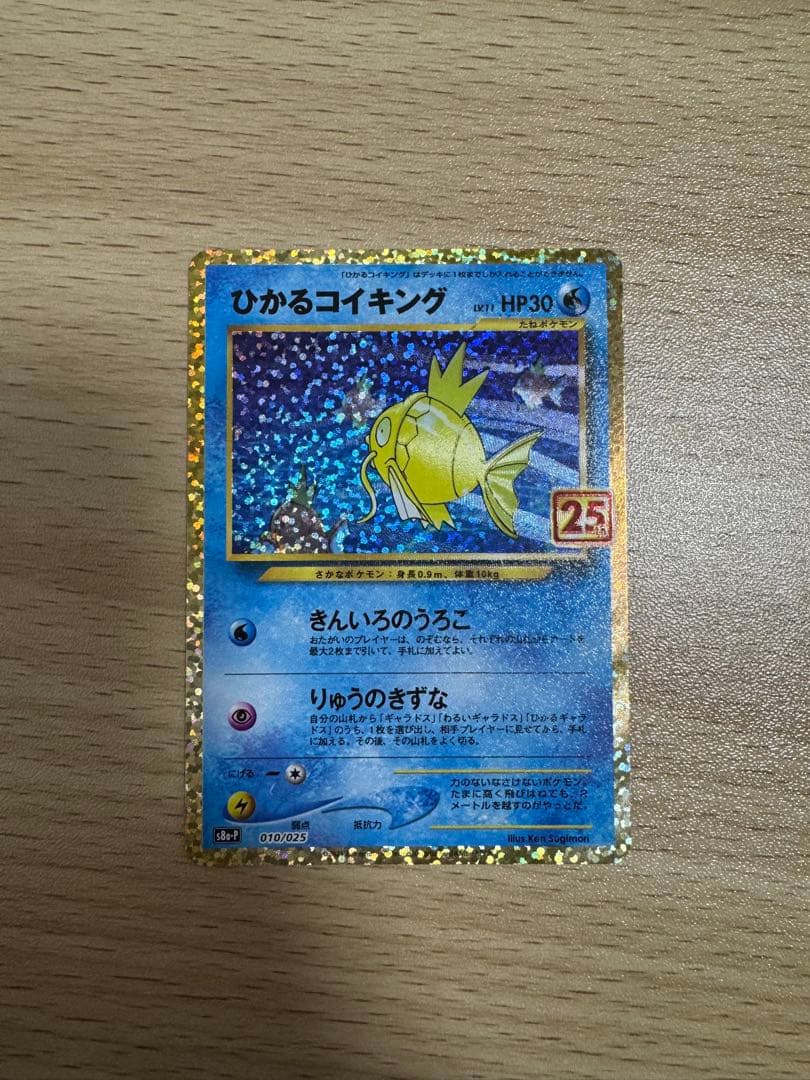 「ひかるコイキング」はデッキに1枚までしか入れることができません。
ひかるコイキング LV.11 HP30
たねポケモン
25th
さかなポケモン:身長0.9m、体重10kg
きんいろのうろこ
おたがいのプレイヤーは、のぞむなら、それぞれの山札からカードを
最大2枚まで引いて、手札に加えてよい。
りゅうのきずな
自分の山札から「ギャラドス」「わるいギャラドス」「ひかるギャラ
ドス」のうち、1枚を選び出し、相手プレイヤーに見せてから、手札
に加える。その後、その山札をよく切る。
にげる
力のないなさけないポケモン。
たまに高く飛びはねても、2
メートルを越すのがやっとだ。
弱点 抵抗力
s8a-P 010/025
Illus. Ken Sugimori